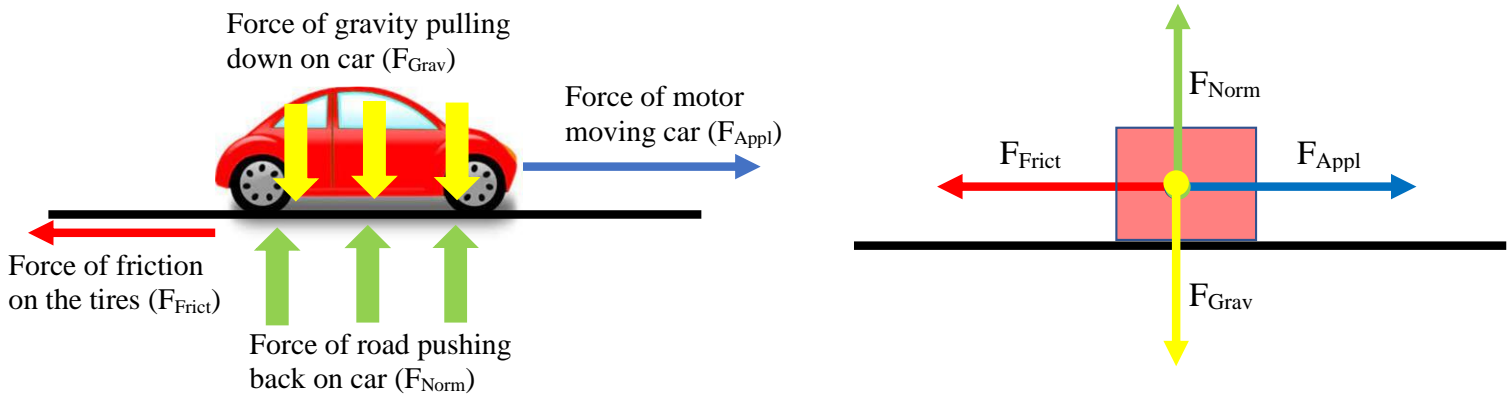 Force of gravity pulling
down on car (FGrav)
Force of motor
moving car (FAppl)
Force of friction
on the tires (FFrict)
Force of road pushing
back on car (FNorm)
FNorm
FFrict
FAppl
FGrav